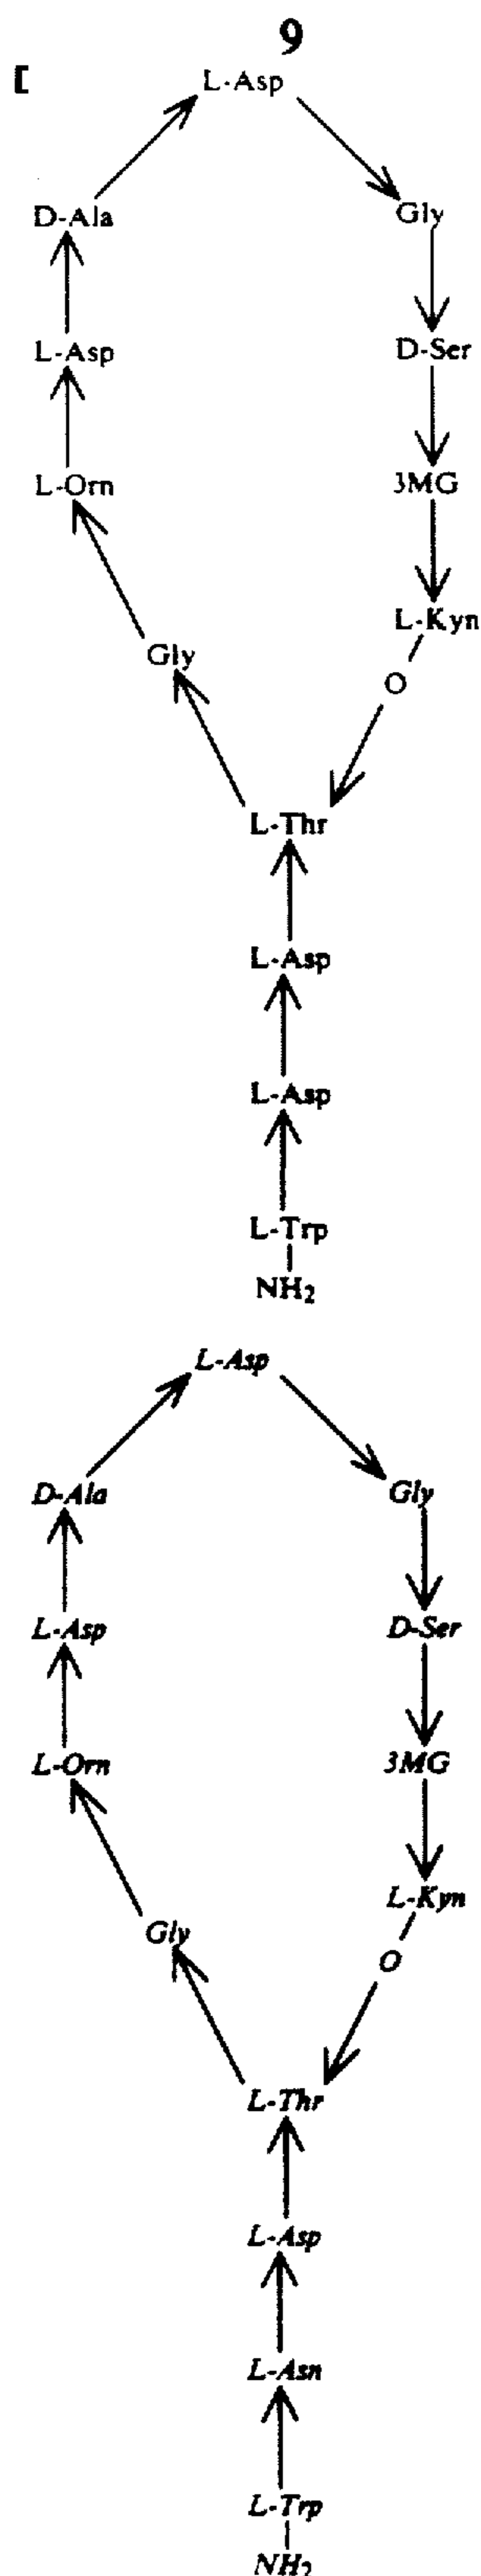 9
[
L-Asp
D-Ala Gly
L-Asp D-Ser
L-Orn 3MG
L-Kyn
Gly
O
L-Thr
L-Asp
L-Asp
L-Trp
NH2
L-Asp
D-Ala Gly
L-Asp D-Ser
L-Orn 3MG
L-Kyn
Gly
O
L-Thr
L-Asp
L-Asn
L-Trp
NH2